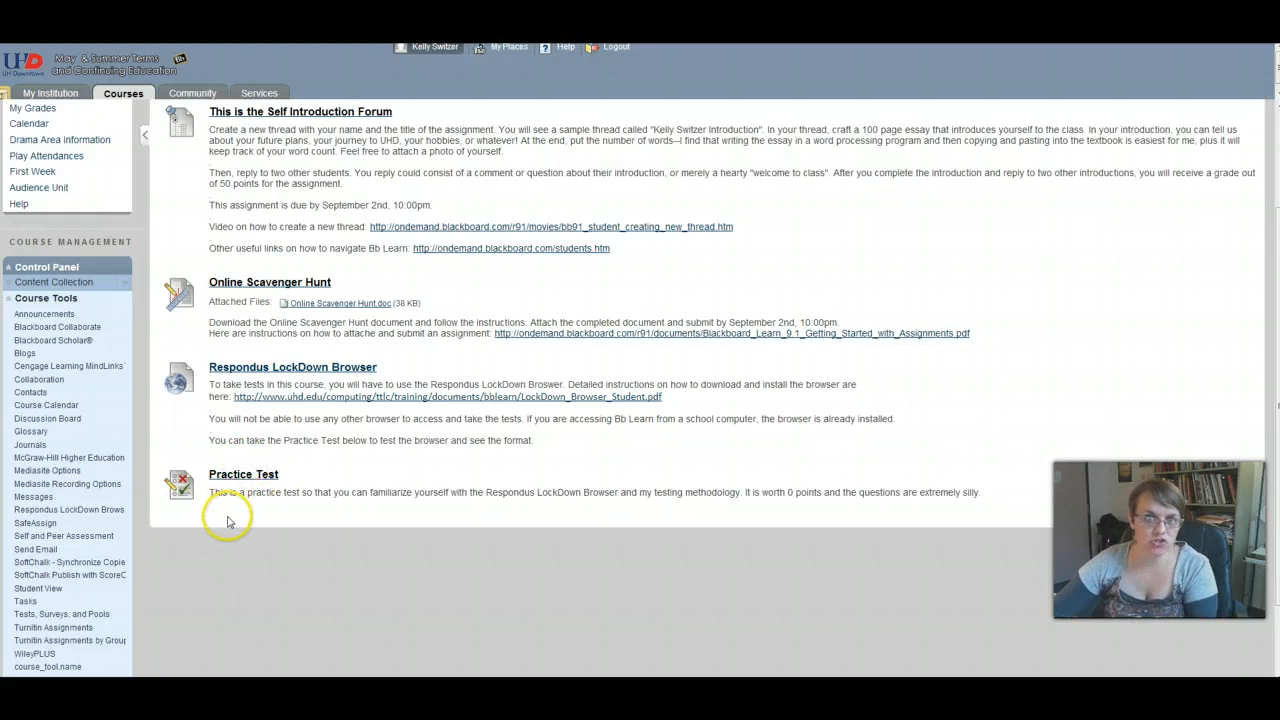 Kelly Switzer My Places Help Logout
UHD
UH Downtown
May & Summer Terms
and Continuing Education
Bb
My Institution Courses Community Services
My Grades
Calendar
Drama Area Information
Play Attendances
First Week
Audience Unit
Help
COURSE MANAGEMENT
Control Panel
Content Collection
Course Tools
Announcements
Blackboard Collaborate
Blackboard Scholar®
Blogs
Cengage Learning MindLinks
Collaboration
Contacts
Course Calendar
Discussion Board
Glossary
Journals
McGraw-Hill Higher Education
Mediasite Options
Mediasite Recording Options
Messages
Respondus LockDown Brows
SafeAssign
Self and Peer Assessment
Send Email
SoftChalk - Synchronize Copie
SoftChalk Publish with ScoreC
Student View
Tasks
Tests, Surveys, and Pools
Turnitin Assignments
Turnitin Assignments by Group
WileyPLUS
course_tool.name
This is the Self Introduction Forum
Create a new thread with your name and the title of the assignment. You will see a sample thread called "Kelly Switzer Introduction". In your thread, craft a 100 page essay that introduces yourself to the class. In your introduction, you can tell us
about your future plans, your journey to UHD, your hobbies, or whatever! At the end, put the number of words--I find that writing the essay in a word processing program and then copying and pasting into the textbook is easiest for me, plus it will
keep track of your word count. Feel free to attach a photo of yourself.
Then, reply to two other students. You reply could consist of a comment or question about their introduction, or merely a hearty "welcome to class". After you complete the introduction and reply to two other introductions, you will receive a grade out
of 50 points for the assignment.
This assignment is due by September 2nd, 10:00pm.
Video on how to create a new thread: http://ondemand.blackboard.com/r91/movies/bb91_student_creating_new_thread.htm
Other useful links on how to navigate Bb Learn: http://ondemand.blackboard.com/students.htm
Online Scavenger Hunt
Attached Files: Online Scavenger Hunt.doc (38 KB)
Download the Online Scavenger Hunt document and follow the instructions. Attach the completed document and submit by September 2nd, 10:00pm.
Here are instructions on how to attache and submit an assignment: http://ondemand.blackboard.com/r91/documents/Blackboard_Learn_9.1_Getting_Started_with_Assignments.pdf
Respondus LockDown Browser
To take tests in this course, you will have to use the Respondus LockDown Broswer. Detailed instructions on how to download and install the browser are
here: http://www.uhd.edu/computing/ttlc/training/documents/bblearn/LockDown_Browser_Student.pdf
You will not be able to use any other browser to access and take the tests. If you are accessing Bb Learn from a school computer, the browser is already installed.
You can take the Practice Test below to test the browser and see the format.
Practice Test
This is a practice test so that you can familiarize yourself with the Respondus LockDown Browser and my testing methodology. It is worth 0 points and the questions are extremely silly.